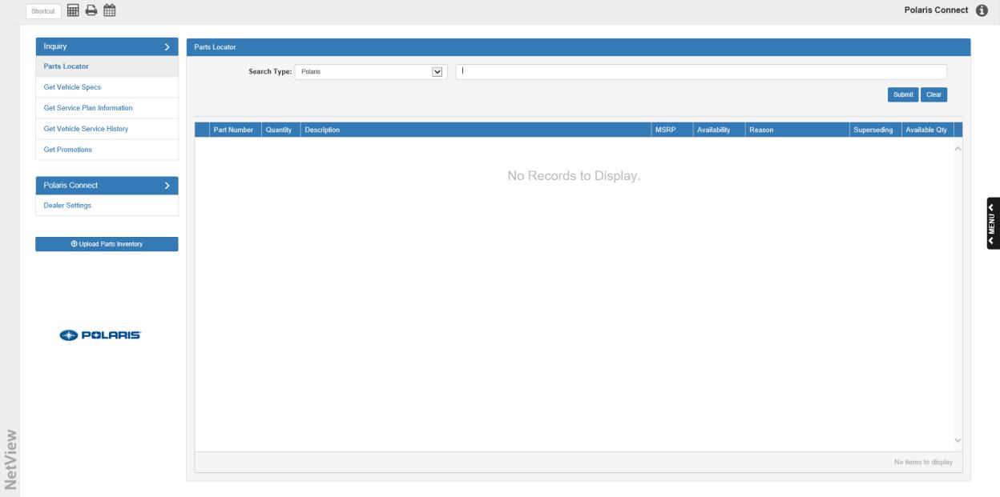 Shortcut
Polaris Connect
Inquiry
Parts Locator
Get Vehicle Specs
Get Service Plan Information
Get Vehicle Service History
Get Promotions
Polaris Connect
Dealer Settings
Upload Parts Inventory
POLARIS
NetView
Parts Locator
Search Type: Polaris
Submit Clear
Part Number Quantity Description MSRP Availability Reason Superseding Available Qty
No Records to Display.
No items to display
MENU